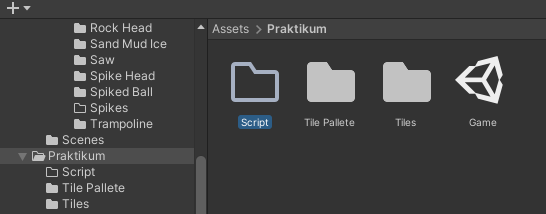 Rock Head
Sand Mud Ice
Saw
Spike Head
Spiked Ball
Spikes
Trampoline
Scenes
Praktikum
Script
Tile Pallete
Tiles
Assets > Praktikum
Script
Tile Pallete
Tiles
Game